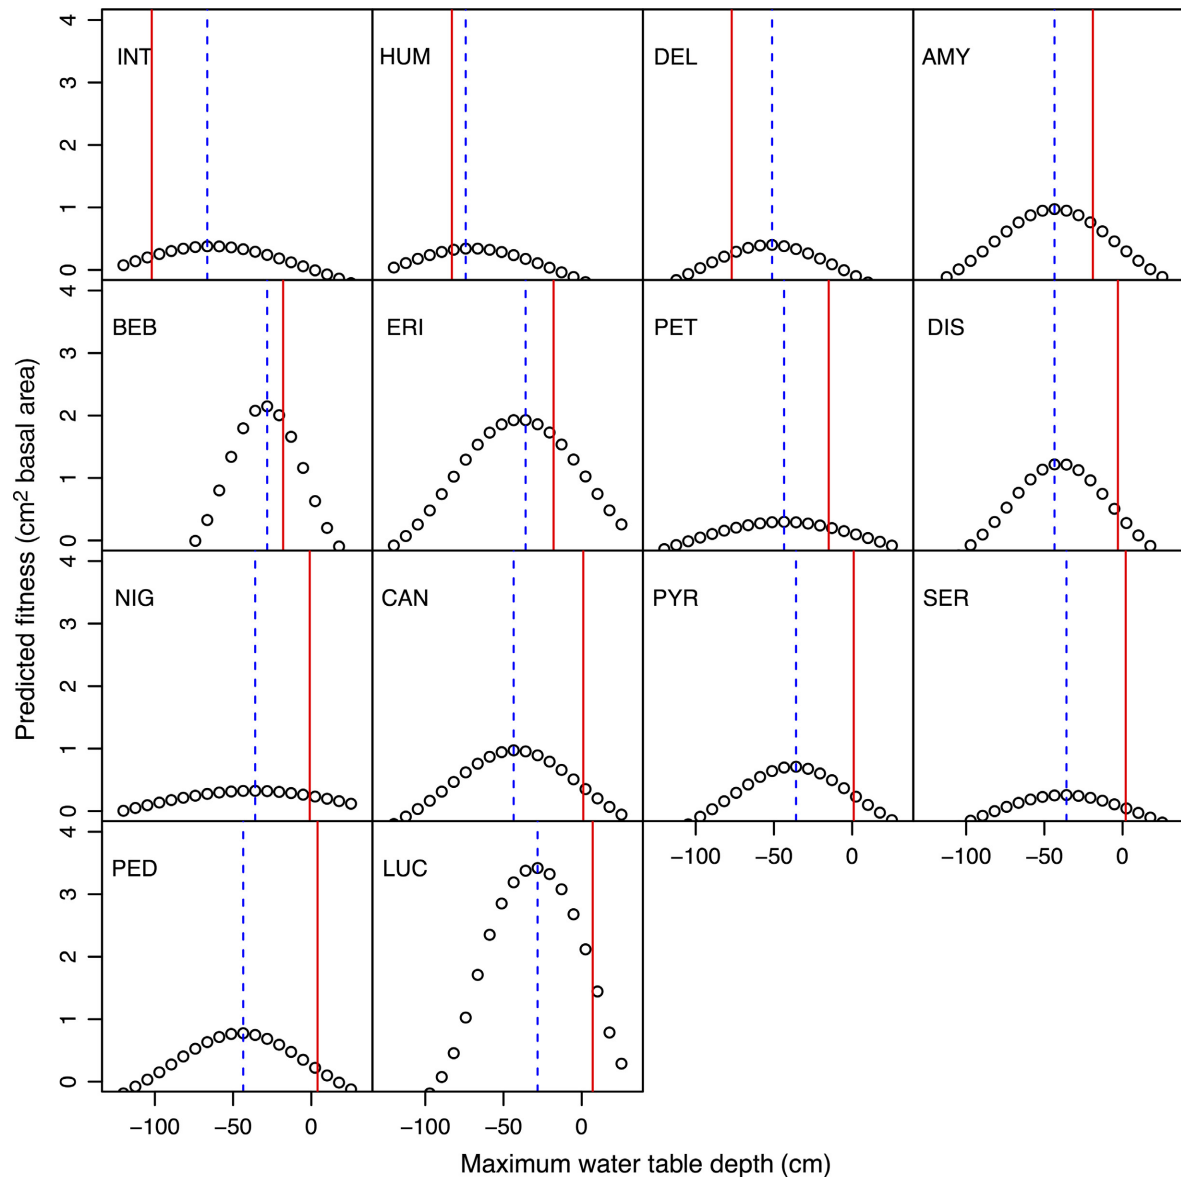 INT HUM DEL AMY
4
3
2
1
0
BEB ERI PET DIS
4
3
2
1
0
NIG CAN PYR SER
4
3
2
1
0
−100 −50 0 −100 −50 0
PED LUC
4
3
2
1
0
−100 −50 0 −100 −50 0
Predicted fitness (cm² basal area)
Maximum water table depth (cm)